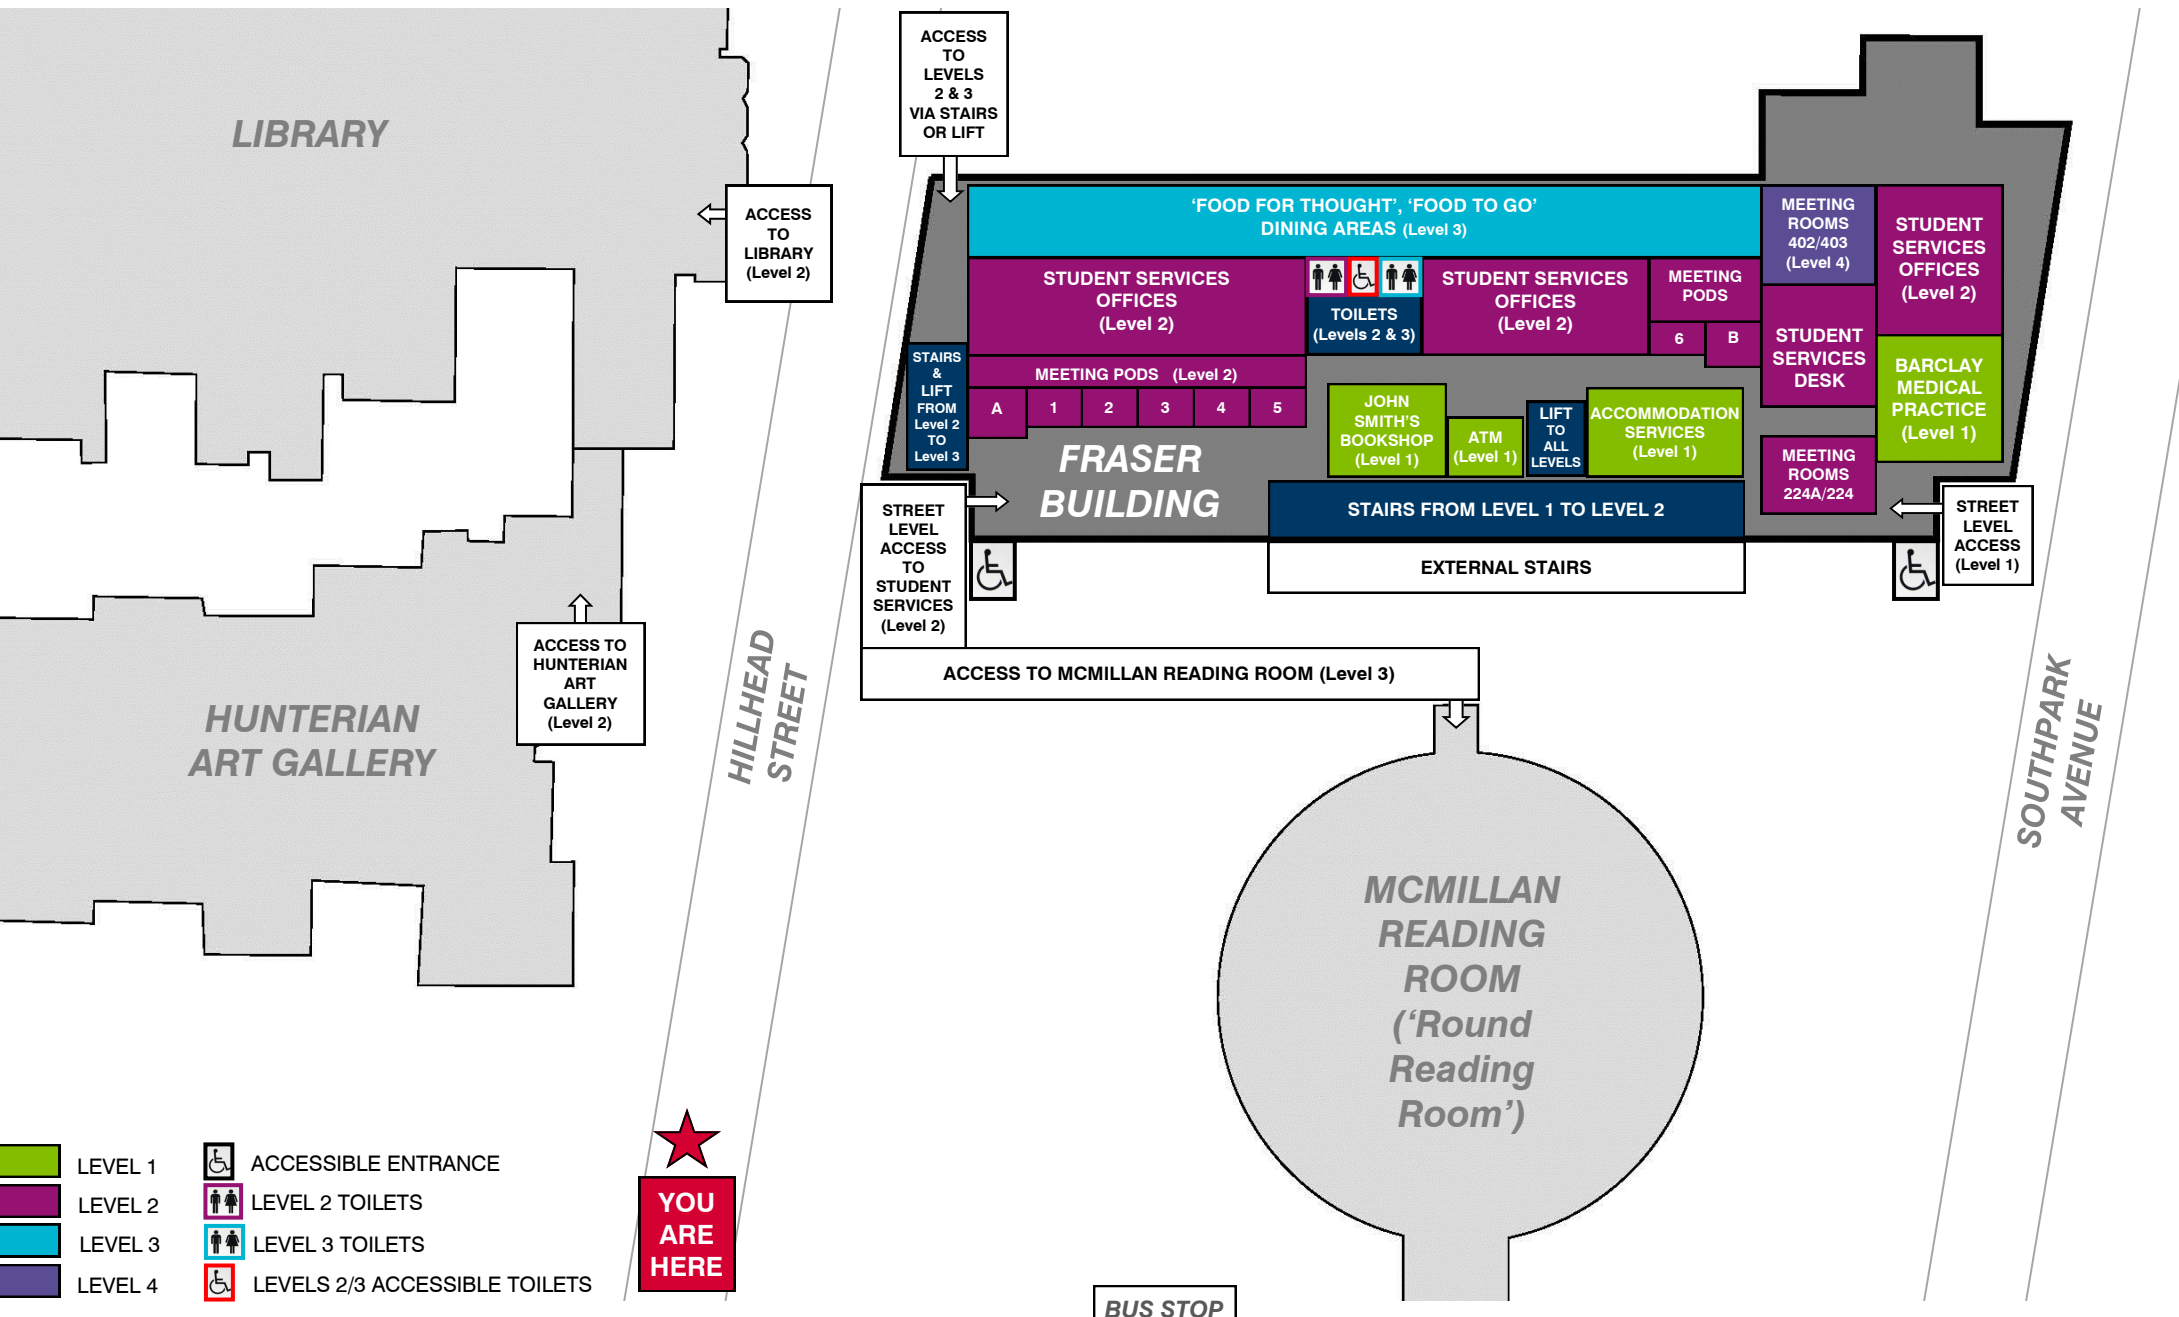 LIBRARY
ACCESS
TO
LIBRARY
(Level 2)
HUNTERIAN
ART GALLERY
ACCESS TO
HUNTERIAN
ART
GALLERY
(Level 2)
HILLHEAD
STREET
ACCESS
TO
LEVELS
2 & 3
VIA STAIRS
OR LIFT
‘FOOD FOR THOUGHT’, ‘FOOD TO GO’
DINING AREAS (Level 3)
MEETING
ROOMS
402/403
(Level 4)
STUDENT
SERVICES
OFFICES
(Level 2)
STUDENT SERVICES
OFFICES
(Level 2)
TOILETS
(Levels 2 & 3)
STUDENT SERVICES
OFFICES
(Level 2)
MEETING
PODS
6
B
STUDENT
SERVICES
DESK
BARCLAY
MEDICAL
PRACTICE
(Level 1)
STAIRS
&
LIFT
FROM
Level 2
TO
Level 3
MEETING PODS (Level 2)
A
1
2
3
4
5
JOHN
SMITH’S
BOOKSHOP
(Level 1)
ATM
(Level 1)
LIFT
TO
ALL
LEVELS
ACCOMMODATION
SERVICES
(Level 1)
MEETING
ROOMS
224A/224
FRASER
BUILDING
STAIRS FROM LEVEL 1 TO LEVEL 2
EXTERNAL STAIRS
STREET
LEVEL
ACCESS
TO
STUDENT
SERVICES
(Level 2)
STREET
LEVEL
ACCESS
(Level 1)
ACCESS TO MCMILLAN READING ROOM (Level 3)
SOUTHPARK
AVENUE
MCMILLAN
READING
ROOM
(‘Round
Reading
Room’)
LEVEL 1
LEVEL 2
LEVEL 3
LEVEL 4
ACCESSIBLE ENTRANCE
LEVEL 2 TOILETS
LEVEL 3 TOILETS
LEVELS 2/3 ACCESSIBLE TOILETS
YOU
ARE
HERE
BUS STOP